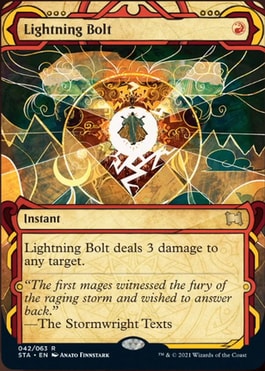 Lightning Bolt
Instant
Lightning Bolt deals 3 damage to
any target.
“The first mages witnessed the fury of
the raging storm and wished to answer
back.”
—The Stormwright Texts
042/063 R
STA • EN ANATO FINNSTARK
™ & © 2021 Wizards of the Coast